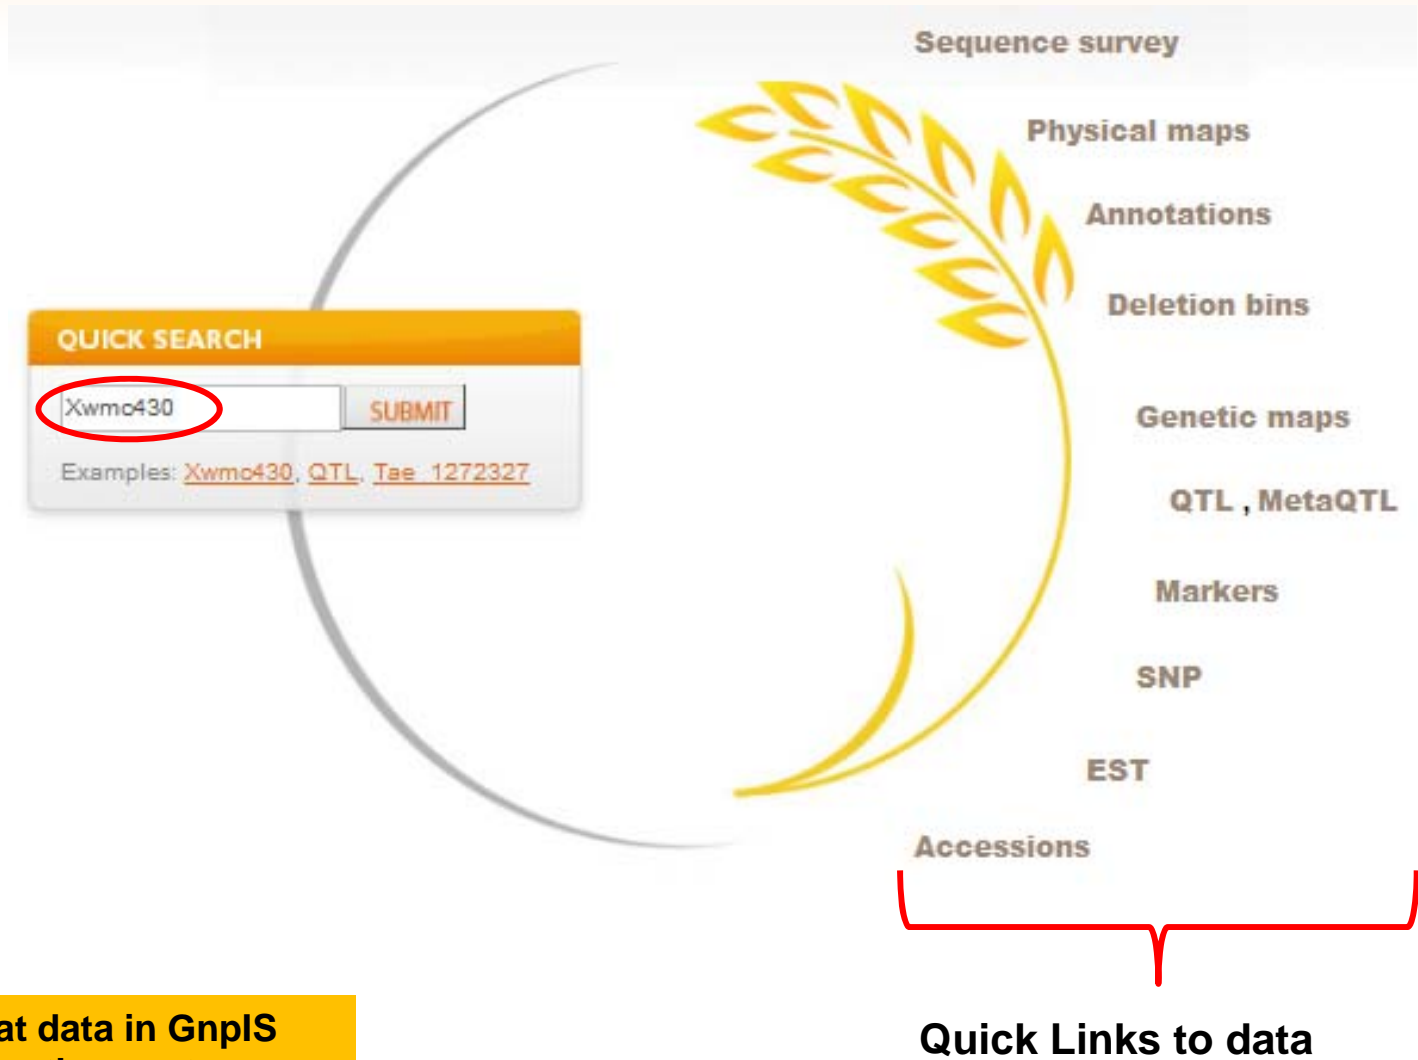 Sequence survey
Physical maps
Annotations
Deletion bins
QUICK SEARCH
Xwmc430 SUBMIT
Genetic maps
Examples: Xwmc430, QTL, Tae_1272327
QTL , MetaQTL
Markers
SNP
EST
Accessions
at data in GnpIS
Quick Links to data